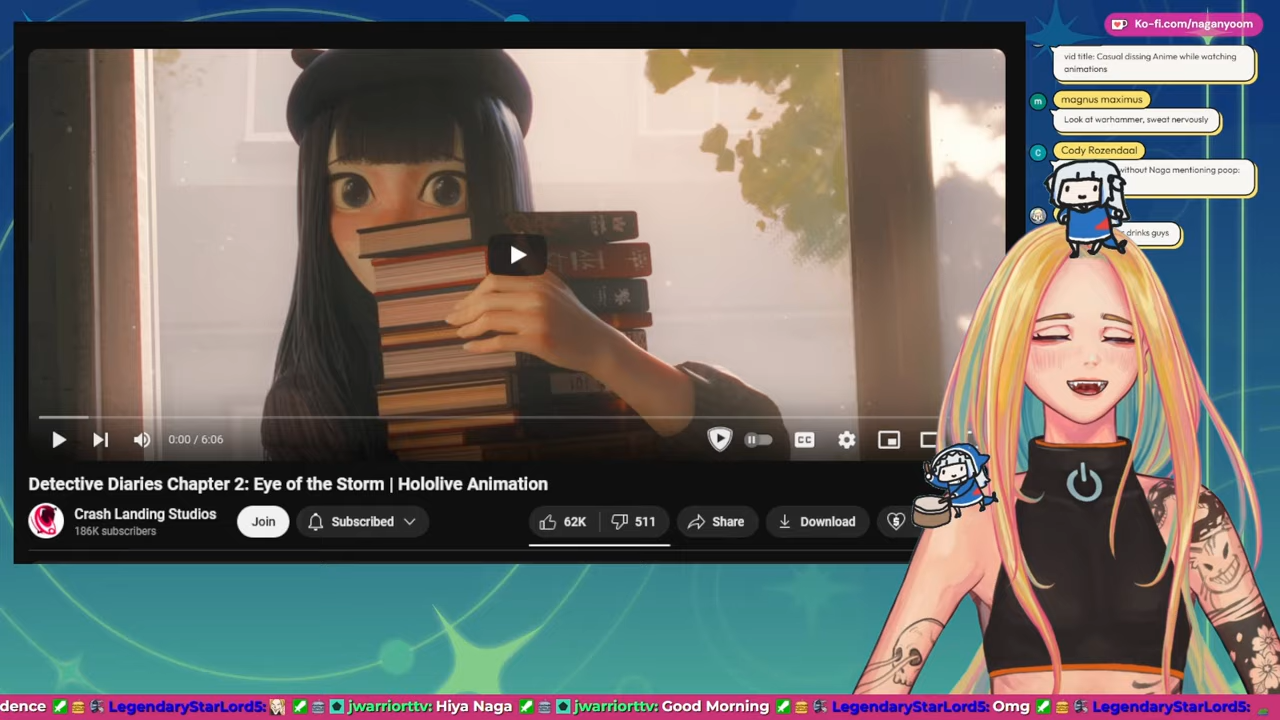 Ko-fi.com/naganyoom
vid title: Casual dissing Anime while watching
animations
magnus maximus
Look at warhammer, sweat nervously
Cody Rozendaal
without Naga mentioning poop:
drinks guys
0:00 / 6:06
CC
Detective Diaries Chapter 2: Eye of the Storm | Hololive Animation
Crash Landing Studios
186K subscribers
Join
Subscribed
62K
511
Share
Download
dence LegendaryStarLord5: jwarriorttv: Hiya Naga jwarriorttv: Good Morning LegendaryStarLord5: Omg LegendaryStarLord5: